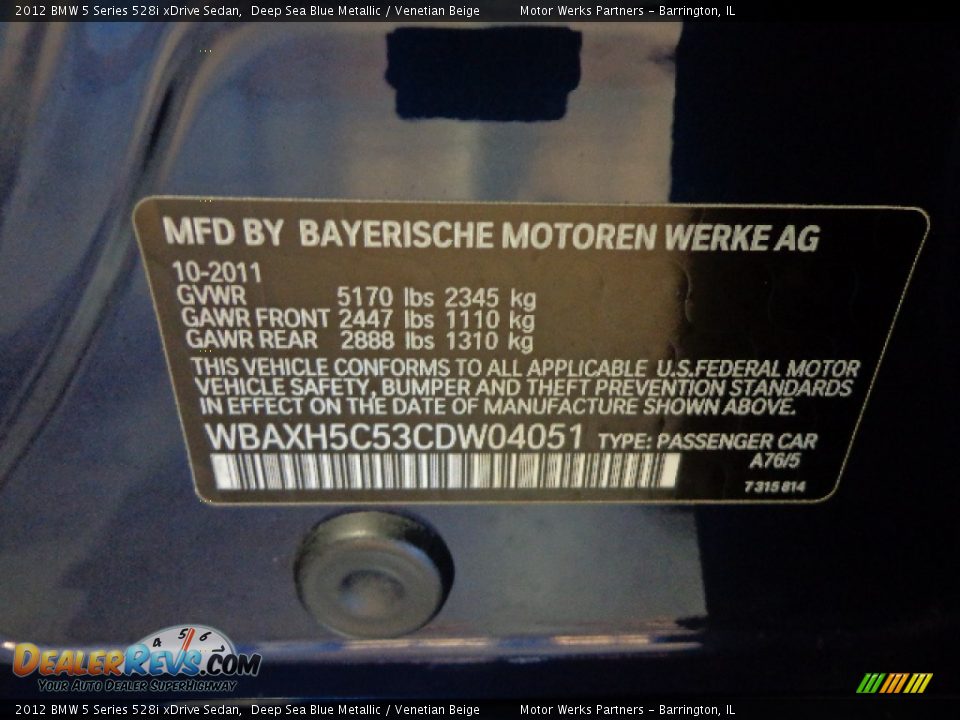 2012 BMW 5 Series 528i xDrive Sedan, Deep Sea Blue Metallic / Venetian Beige Motor Werks Partners - Barrington, IL
MFD BY BAYERISCHE MOTOREN WERKE AG
10-2011
GVWR 5170 lbs 2345 kg
GAWR FRONT 2447 lbs 1110 kg
GAWR REAR 2888 lbs 1310 kg
THIS VEHICLE CONFORMS TO ALL APPLICABLE U.S.FEDERAL MOTOR
VEHICLE SAFETY, BUMPER AND THEFT PREVENTION STANDARDS
IN EFFECT ON THE DATE OF MANUFACTURE SHOWN ABOVE.
WBAXH5C53CDW04051 TYPE: PASSENGER CAR
A76/5
7315814
4 5 6
DEALERREVS.COM
YOUR AUTO DEALER SUPERHIGHWAY
2012 BMW 5 Series 528i xDrive Sedan, Deep Sea Blue Metallic / Venetian Beige Motor Werks Partners - Barrington, IL